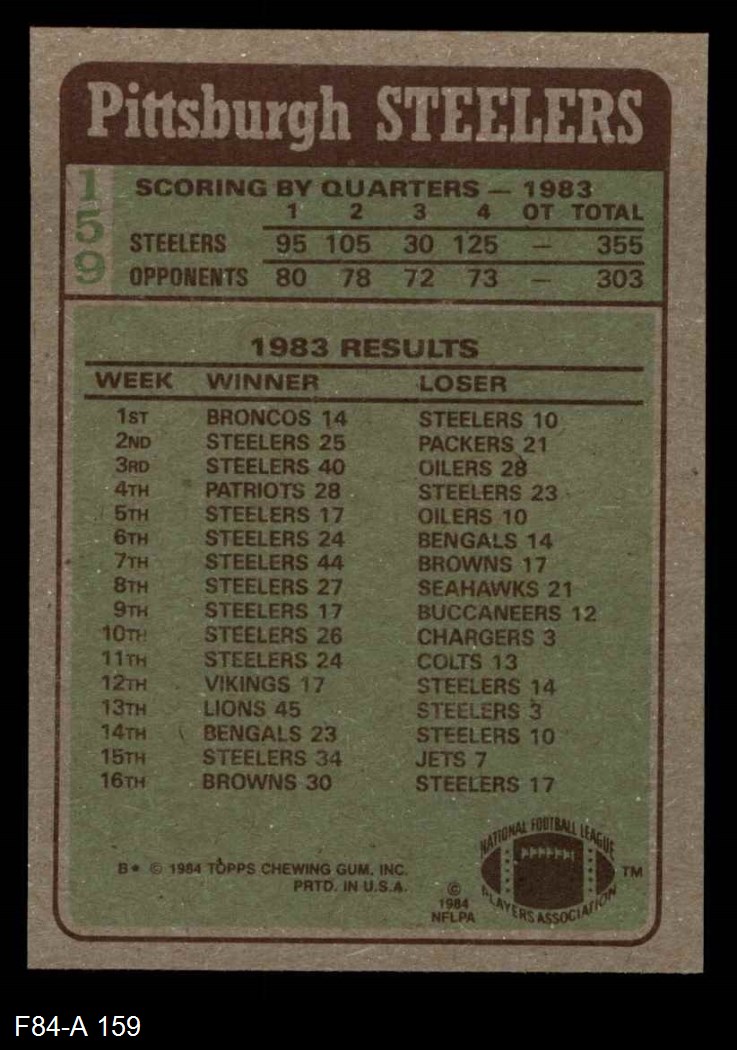 Pittsburgh STEELERS
159
SCORING BY QUARTERS — 1983
1 2 3 4 OT TOTAL
STEELERS 95 105 30 125 — 355
OPPONENTS 80 78 72 73 — 303
1983 RESULTS
WEEK WINNER LOSER
1ST BRONCOS 14 STEELERS 10
2ND STEELERS 25 PACKERS 21
3RD STEELERS 40 OILERS 28
4TH PATRIOTS 28 STEELERS 23
5TH STEELERS 17 OILERS 10
6TH STEELERS 24 BENGALS 14
7TH STEELERS 44 BROWNS 17
8TH STEELERS 27 SEAHAWKS 21
9TH STEELERS 17 BUCCANEERS 12
10TH STEELERS 26 CHARGERS 3
11TH STEELERS 24 COLTS 13
12TH VIKINGS 17 STEELERS 14
13TH LIONS 45 STEELERS 3
14TH BENGALS 23 STEELERS 10
15TH STEELERS 34 JETS 7
16TH BROWNS 30 STEELERS 17
B* © 1984 TOPPS CHEWING GUM, INC.
PRTD. IN U.S.A.
©
1984
NFLPA
NATIONAL FOOTBALL LEAGUE
PLAYERS ASSOCIATION
TM
F84-A 159